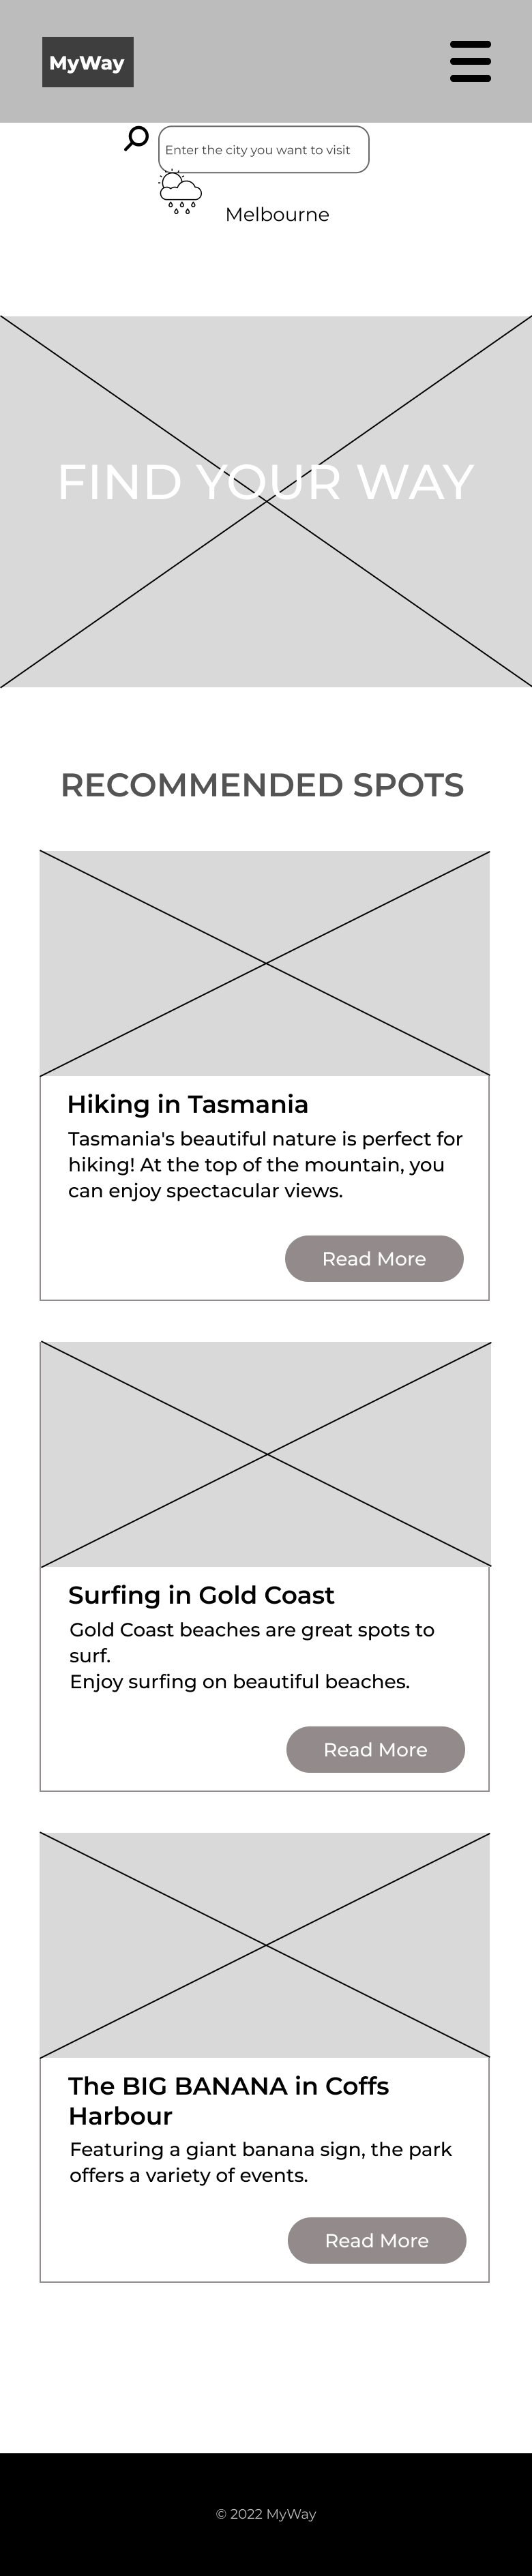 MyWay
Enter the city you want to visit
Melbourne
FIND YOUR WAY
RECOMMENDED SPOTS
Hiking in Tasmania
Tasmania's beautiful nature is perfect for
hiking! At the top of the mountain, you
can enjoy spectacular views.
Read More
Surfing in Gold Coast
Gold Coast beaches are great spots to
surf.
Enjoy surfing on beautiful beaches.
Read More
The BIG BANANA in Coffs
Harbour
Featuring a giant banana sign, the park
offers a variety of events.
Read More
© 2022 MyWay